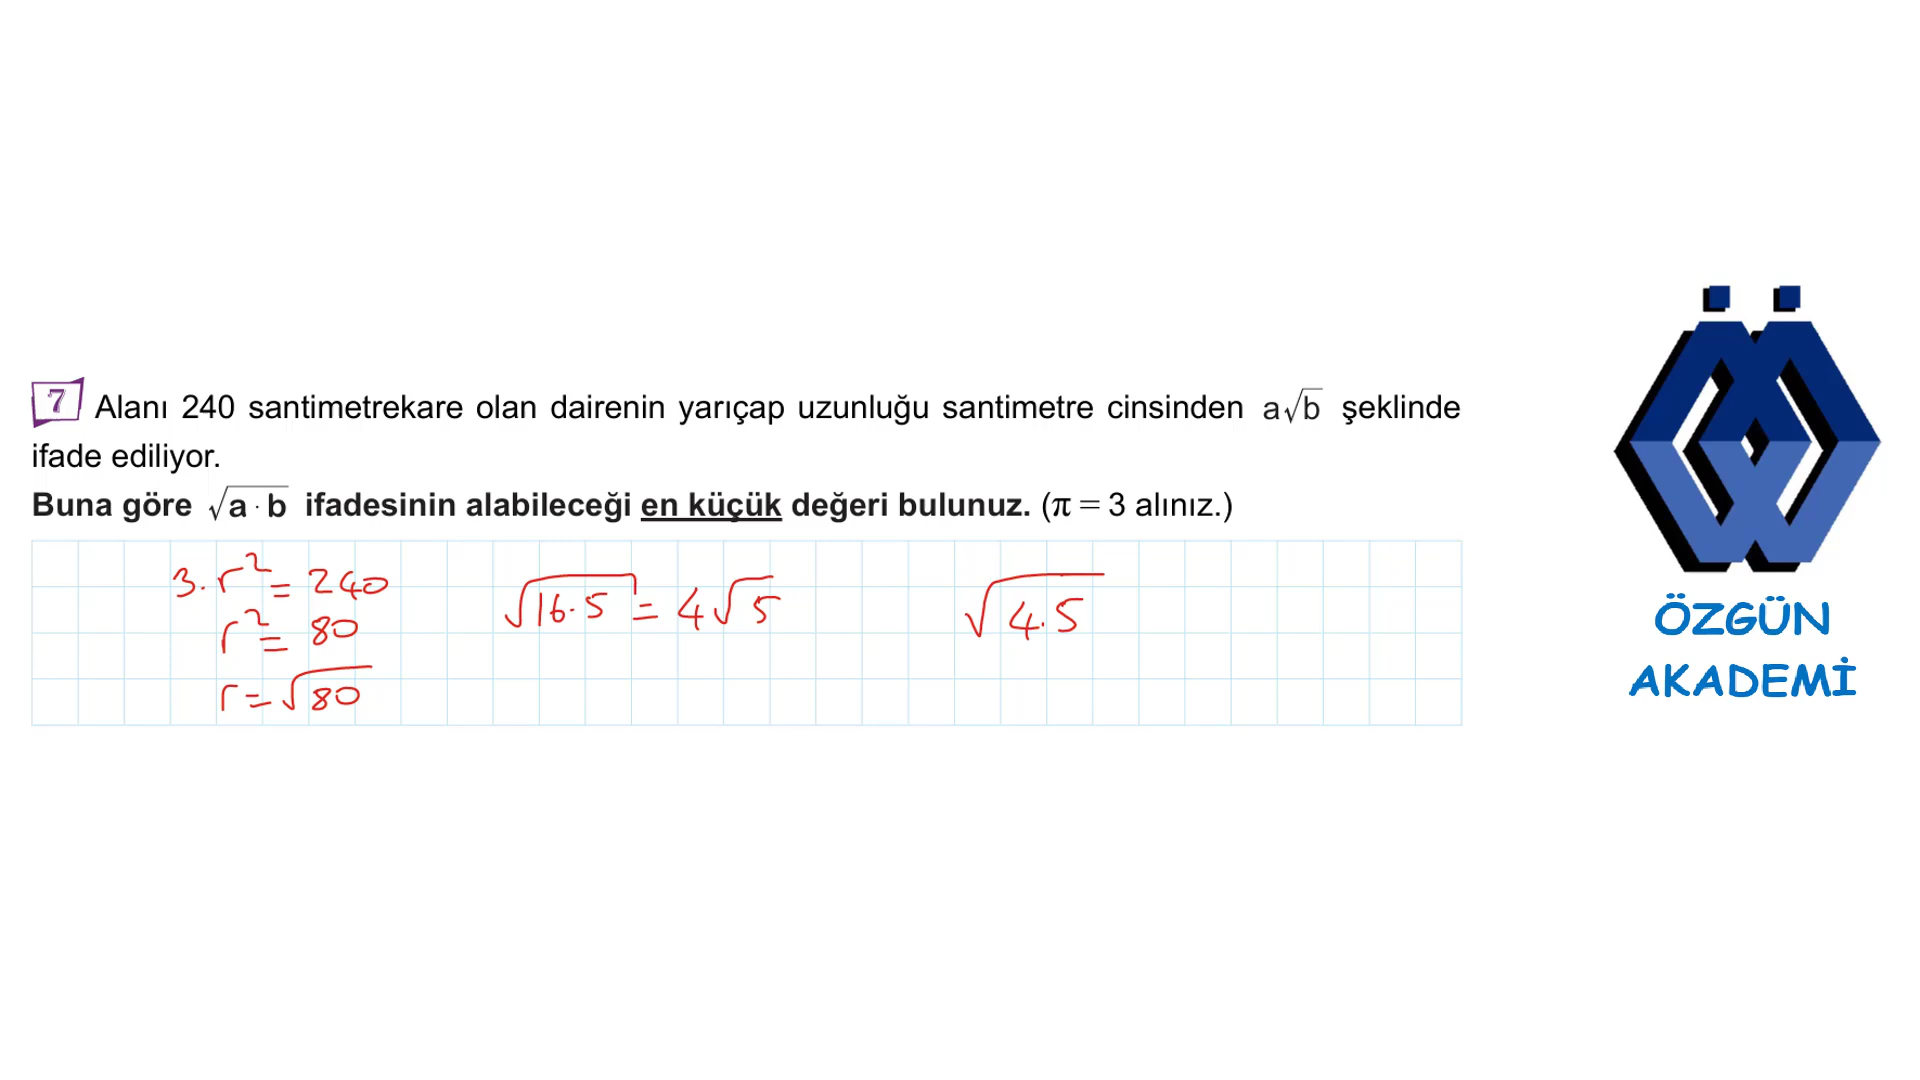 7 Alanı 240 santimetrekare olan dairenin yarıçap uzunluğu santimetre cinsinden a√b şeklinde
ifade ediliyor.
Buna göre √a · b ifadesinin alabileceği en küçük değeri bulunuz. (π = 3 alınız.)
3. r² = 240
r² = 80
r = √80
√16·5 = 4√5
√4.5
ÖZGÜN
AKADEMİ